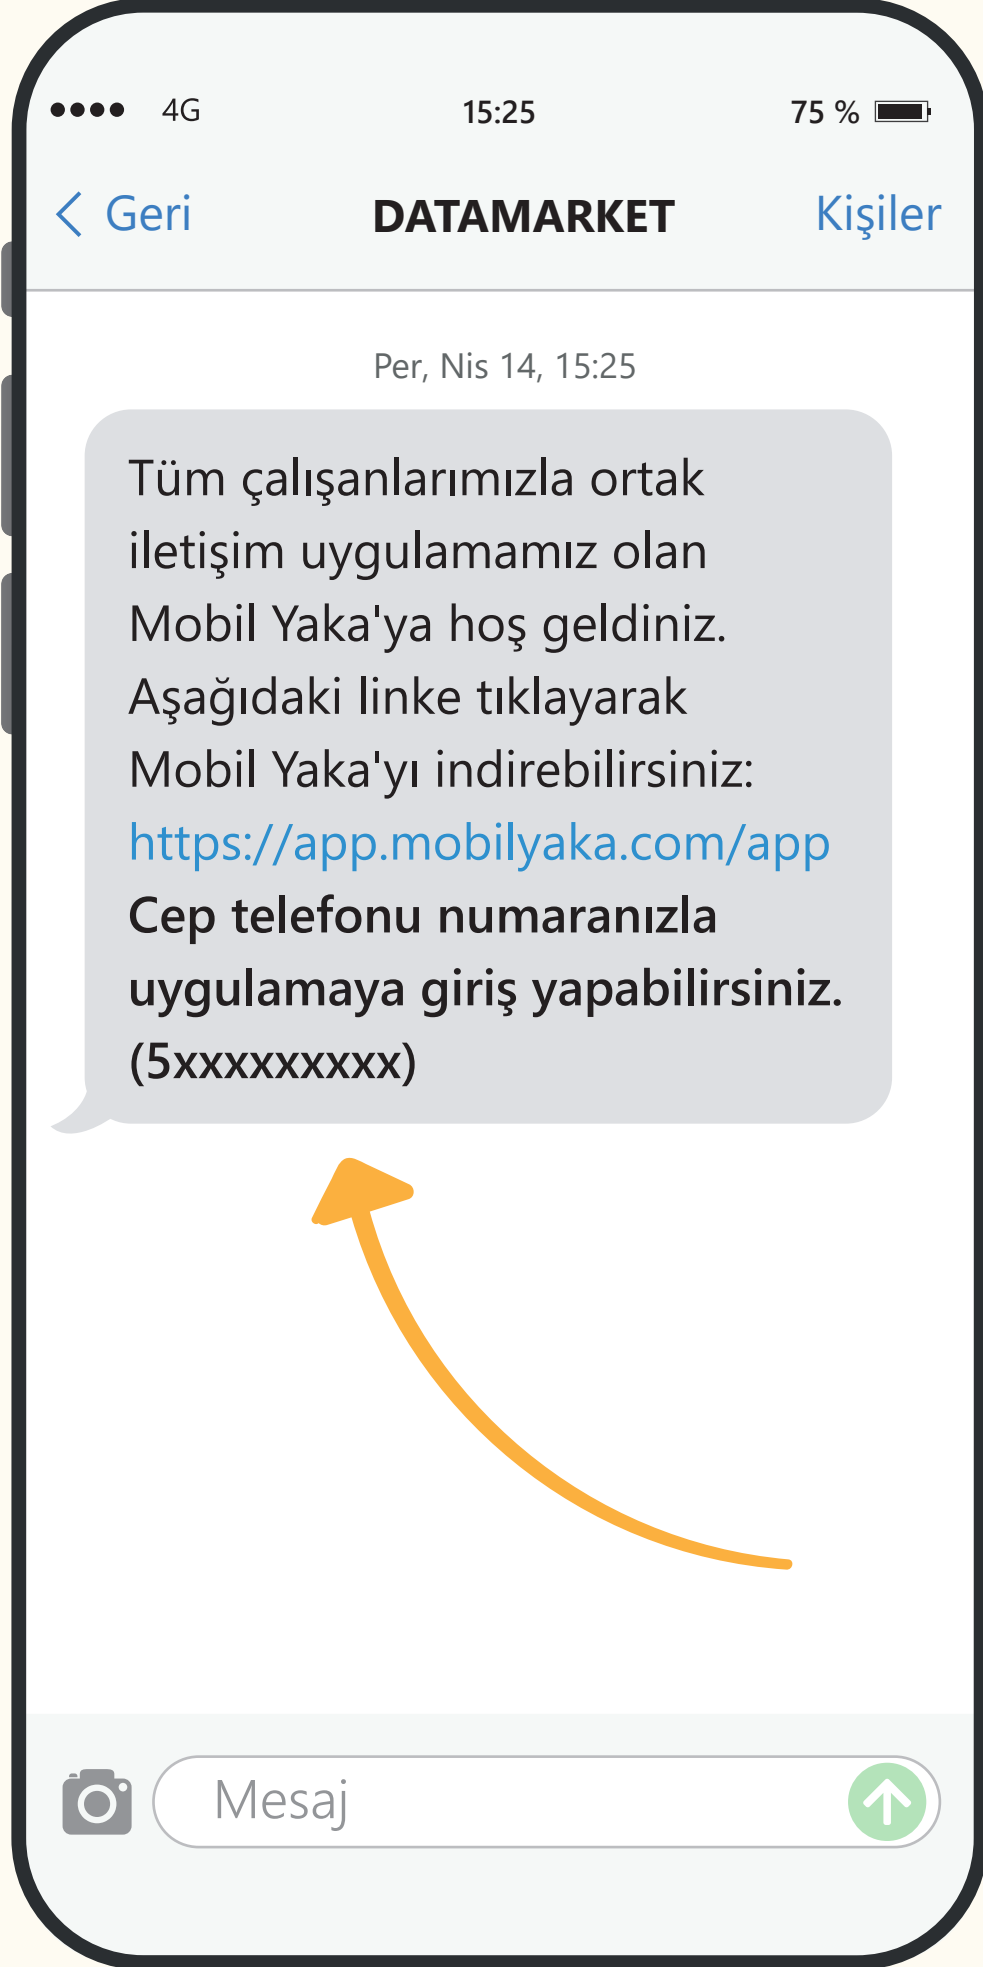 4G 15:25 75 %
Geri DATAMARKET Kişiler
Per, Nis 14, 15:25
Tüm çalışanlarımızla ortak
iletişim uygulamamız olan
Mobil Yaka'ya hoş geldiniz.
Aşağıdaki linke tıklayarak
Mobil Yaka'yı indirebilirsiniz:
https://app.mobilyaka.com/app
Cep telefonu numaranızla
uygulamaya giriş yapabilirsiniz.
(5xxxxxxxxx)
Mesaj